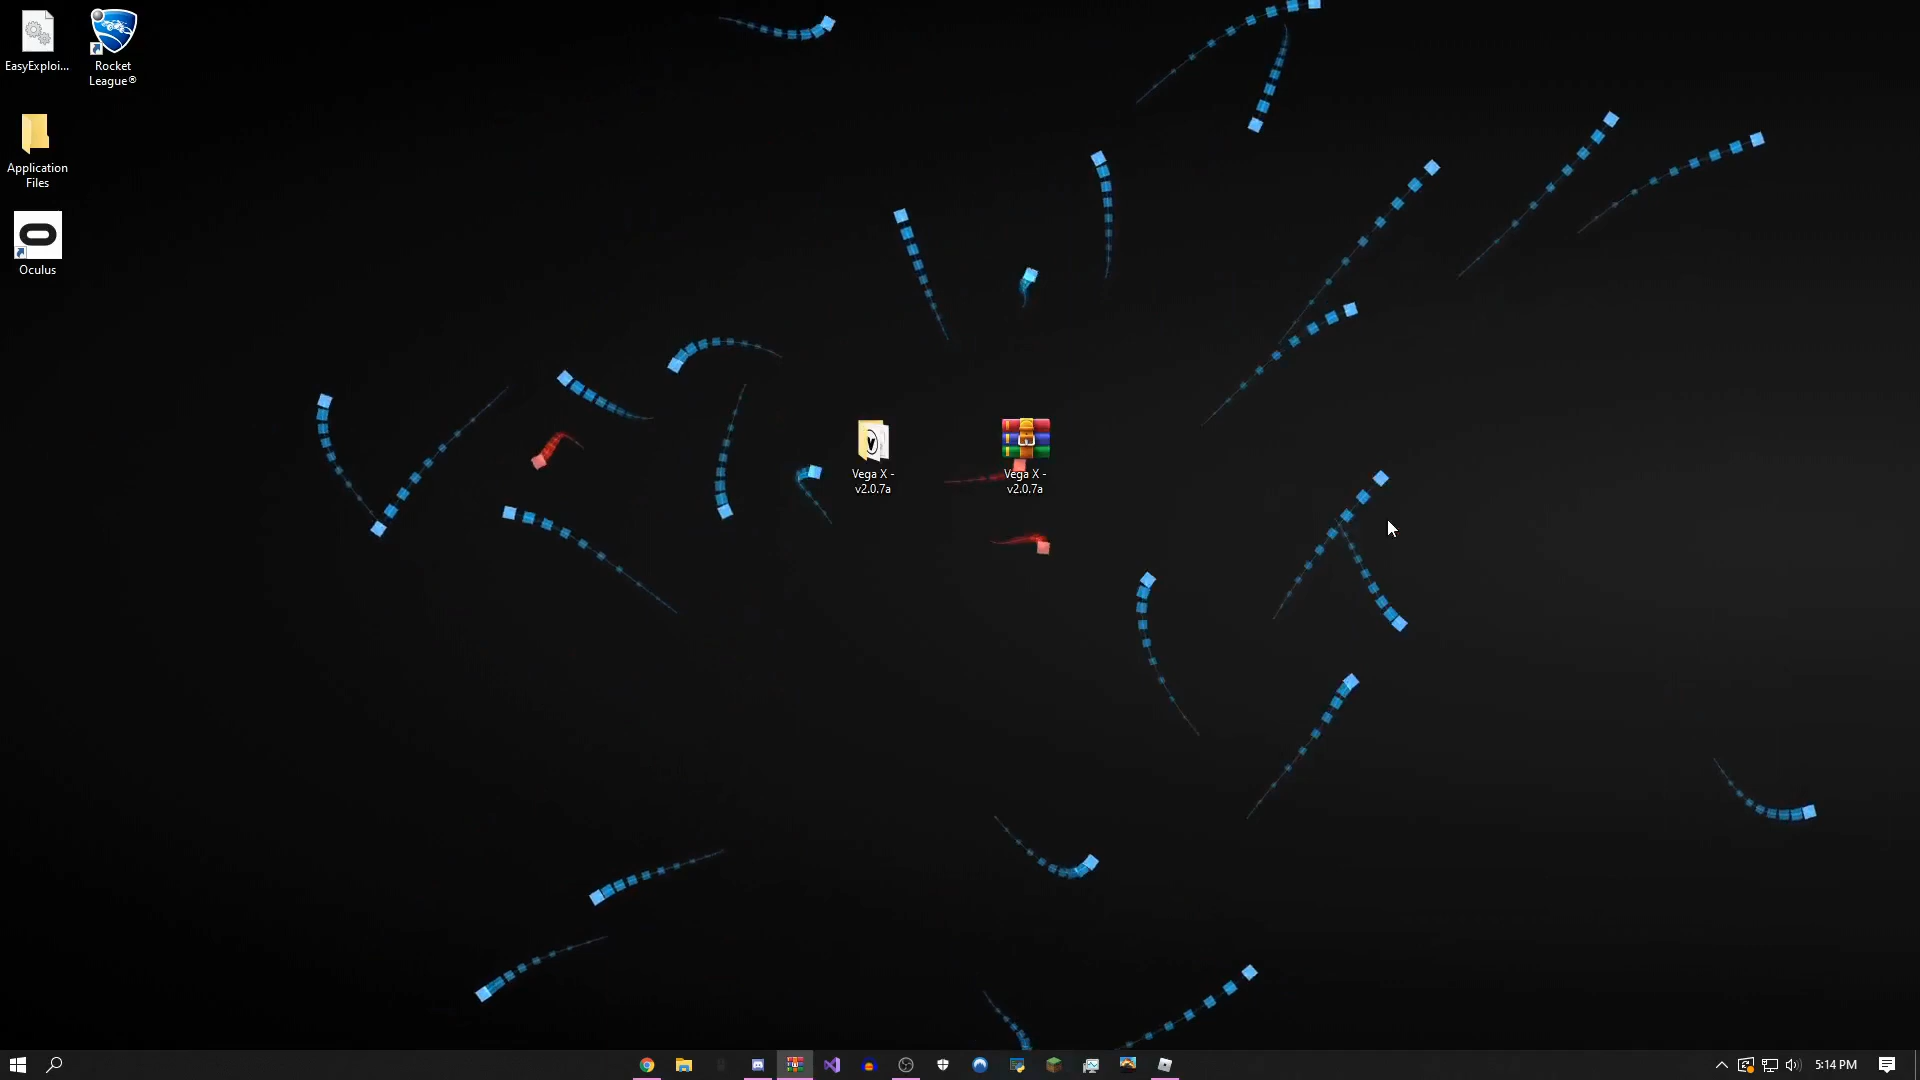 EasyExploi...
Rocket
League®
Application
Files
Oculus
Vega X -
v2.0.7a
Vega X -
v2.0.7a
5:14 PM